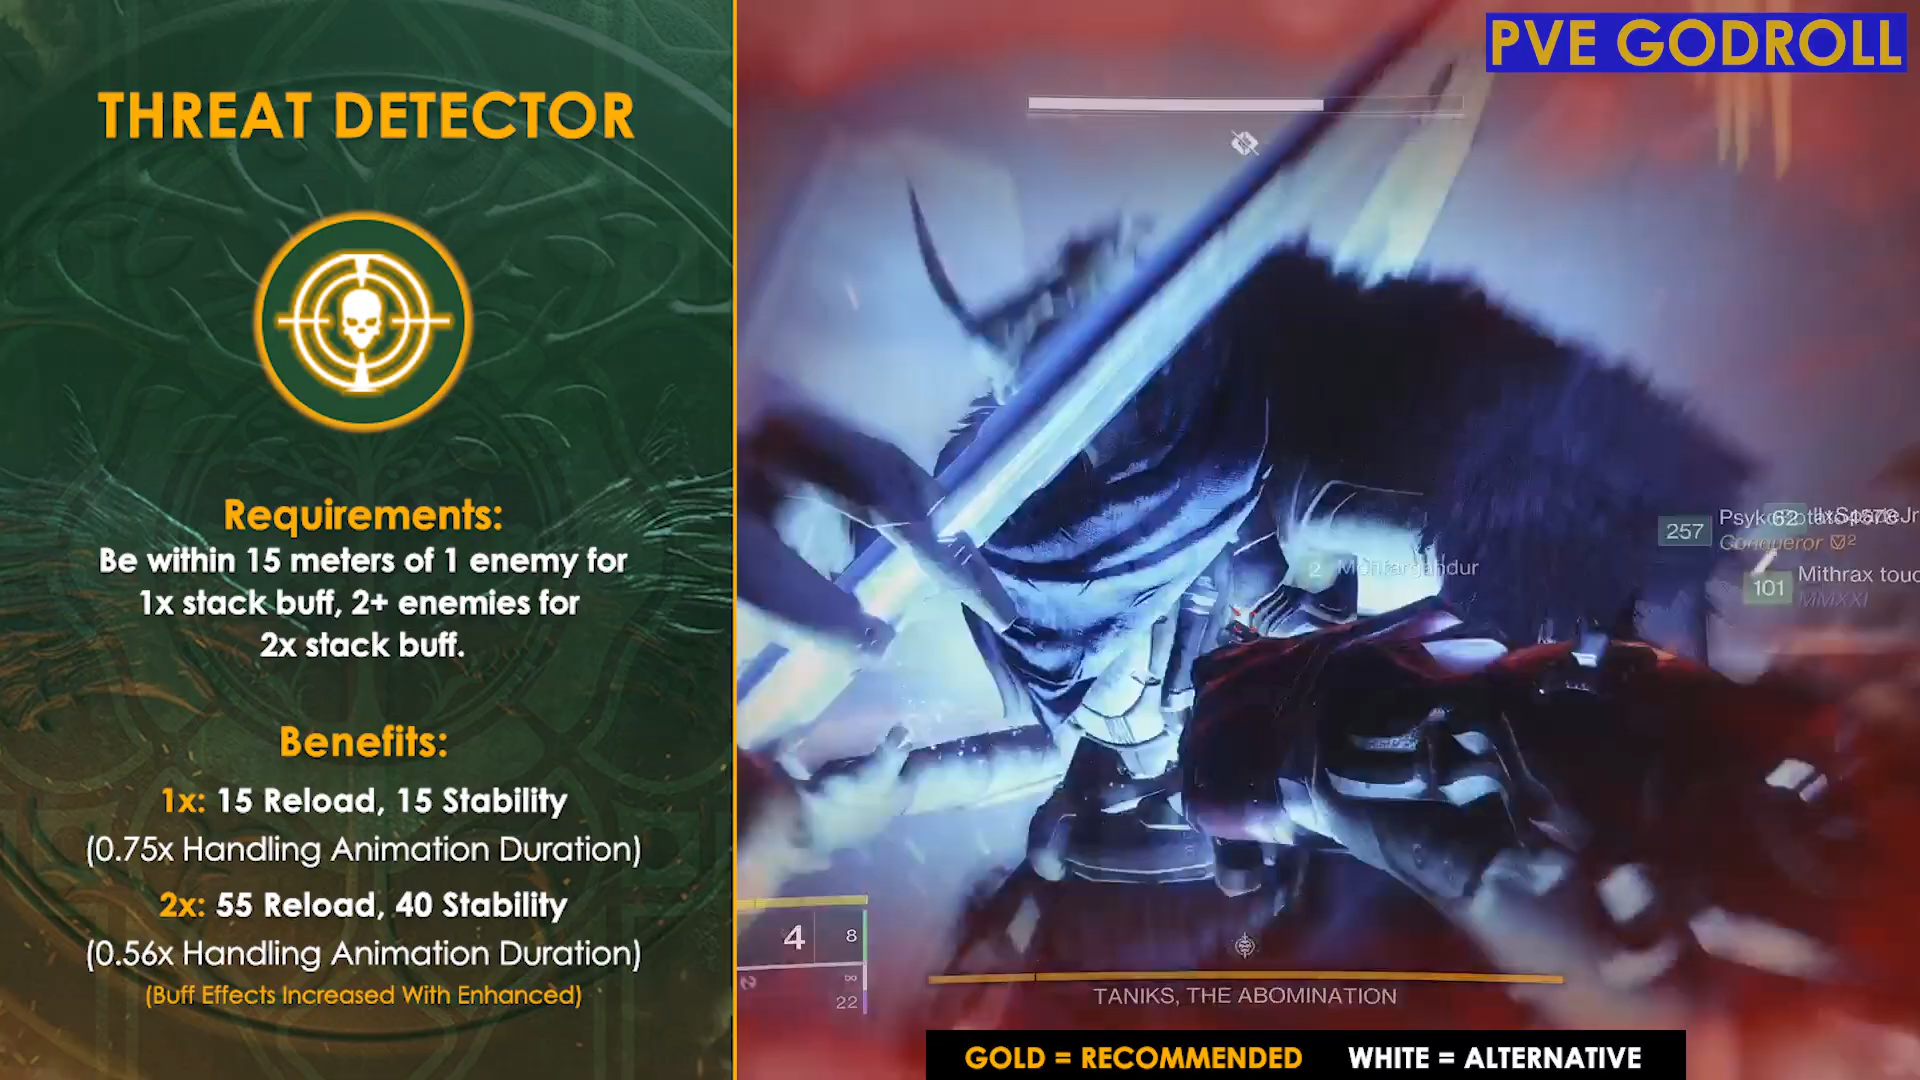 THREAT DETECTOR
Requirements:
Be within 15 meters of 1 enemy for
1x stack buff, 2+ enemies for
2x stack buff.
Benefits:
1x: 15 Reload, 15 Stability
(0.75x Handling Animation Duration)
2x: 55 Reload, 40 Stability
(0.56x Handling Animation Duration)
(Buff Effects Increased With Enhanced)
PVE GODROLL
257
Conqueror 2
2
101 Mithrax touc
MMXXI
4 8
∞
22
TANIKS, THE ABOMINATION
GOLD = RECOMMENDED WHITE = ALTERNATIVE